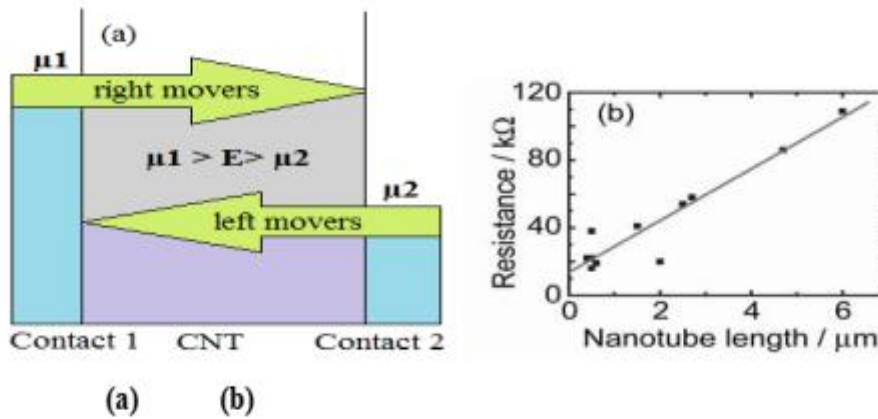 (a)
µ1
right movers
µ1 > E> µ2
µ2
left movers
Contact 1 CNT Contact 2
(a) (b)
(b)
Resistance / kΩ
120
80
40
0
0 2 4 6
Nanotube length / µm